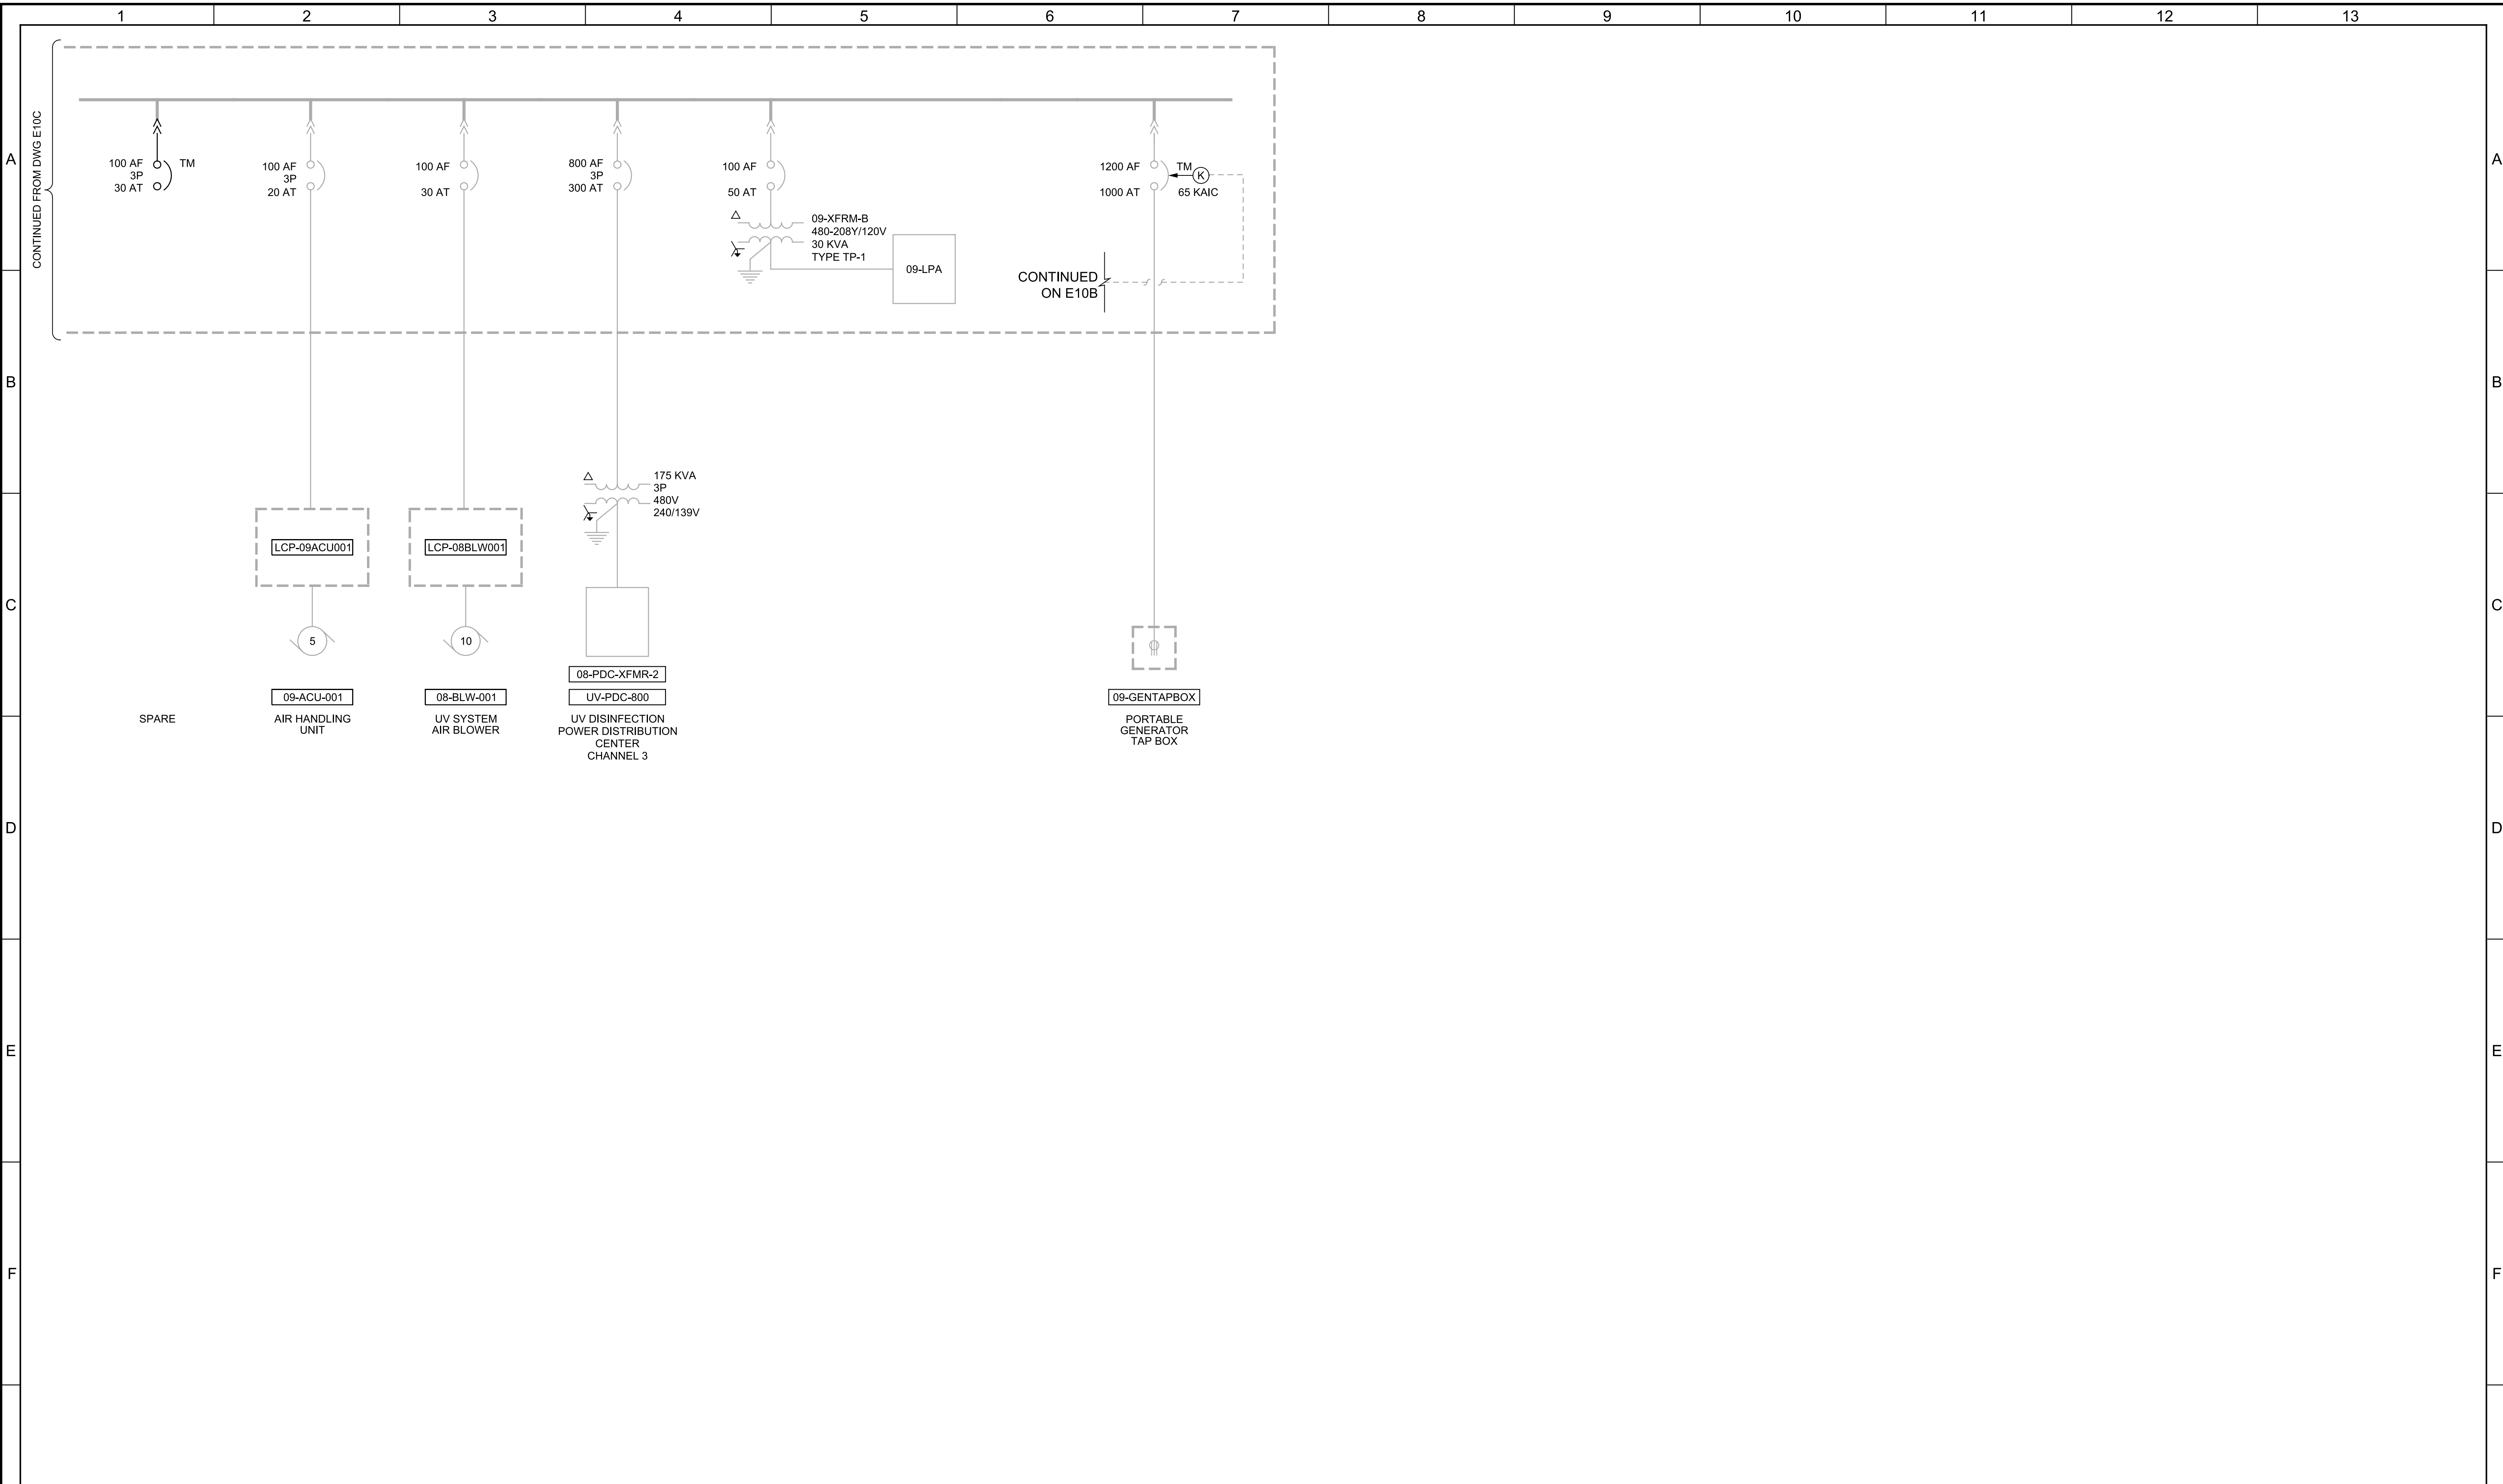 1 2 3 4 5 6 7 8 9 10 11 12 13
A
B
C
D
E
F
CONTINUED FROM DWG E10C
100 AF
3P
30 AT
TM
100 AF
3P
20 AT
100 AF
30 AT
800 AF
3P
300 AT
100 AF
50 AT
09-XFRM-B
480-208Y/120V
30 KVA
TYPE TP-1
09-LPA
1200 AF
1000 AT
TM
K
65 KAIC
CONTINUED
ON E10B
175 KVA
3P
480V
240/139V
LCP-09ACU001
LCP-08BLW001
5
10
08-PDC-XFMR-2
09-ACU-001
08-BLW-001
UV-PDC-800
09-GENTAPBOX
SPARE
AIR HANDLING
UNIT
UV SYSTEM
AIR BLOWER
UV DISINFECTION
POWER DISTRIBUTION
CENTER
CHANNEL 3
PORTABLE
GENERATOR
TAP BOX
A
B
C
D
E
F